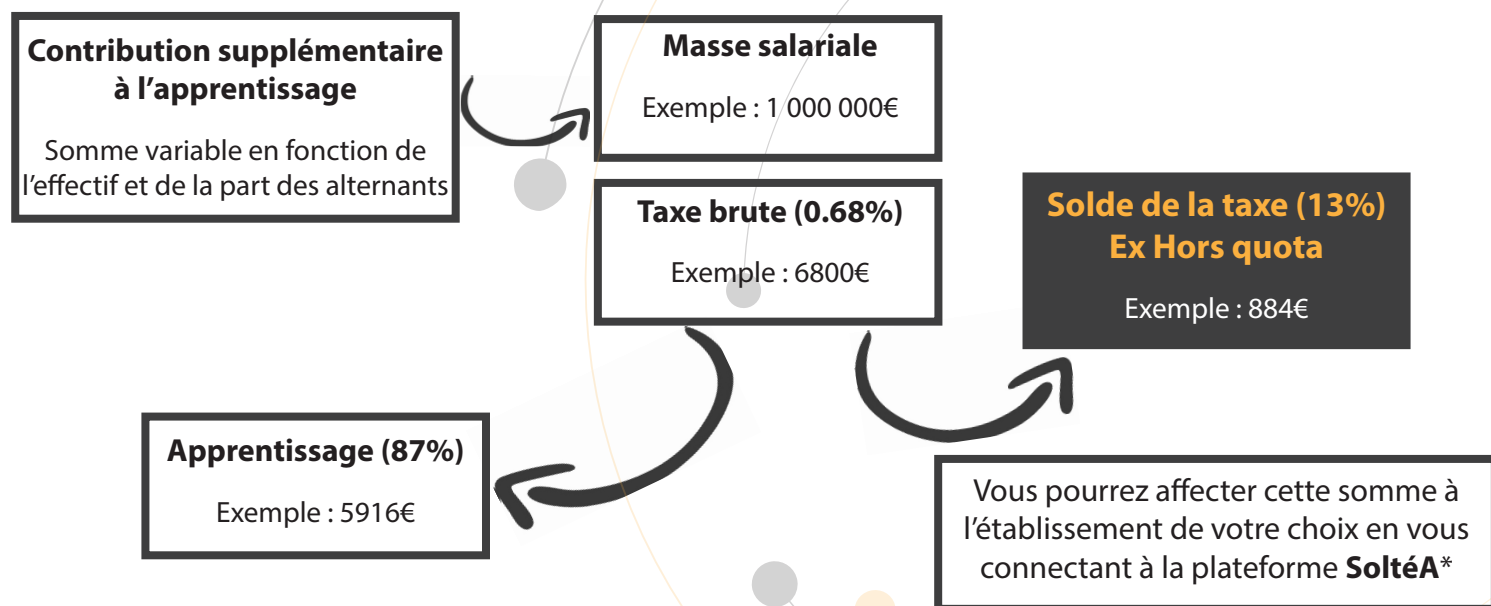 Contribution supplémentaire
à l’apprentissage
Somme variable en fonction de
l’effectif et de la part des alternants
Masse salariale
Exemple : 1 000 000€
Taxe brute (0.68%)
Exemple : 6800€
Solde de la taxe (13%)
Ex Hors quota
Exemple : 884€
Apprentissage (87%)
Exemple : 5916€
Vous pourrez affecter cette somme à
l’établissement de votre choix en vous
connectant à la plateforme SoltéA*